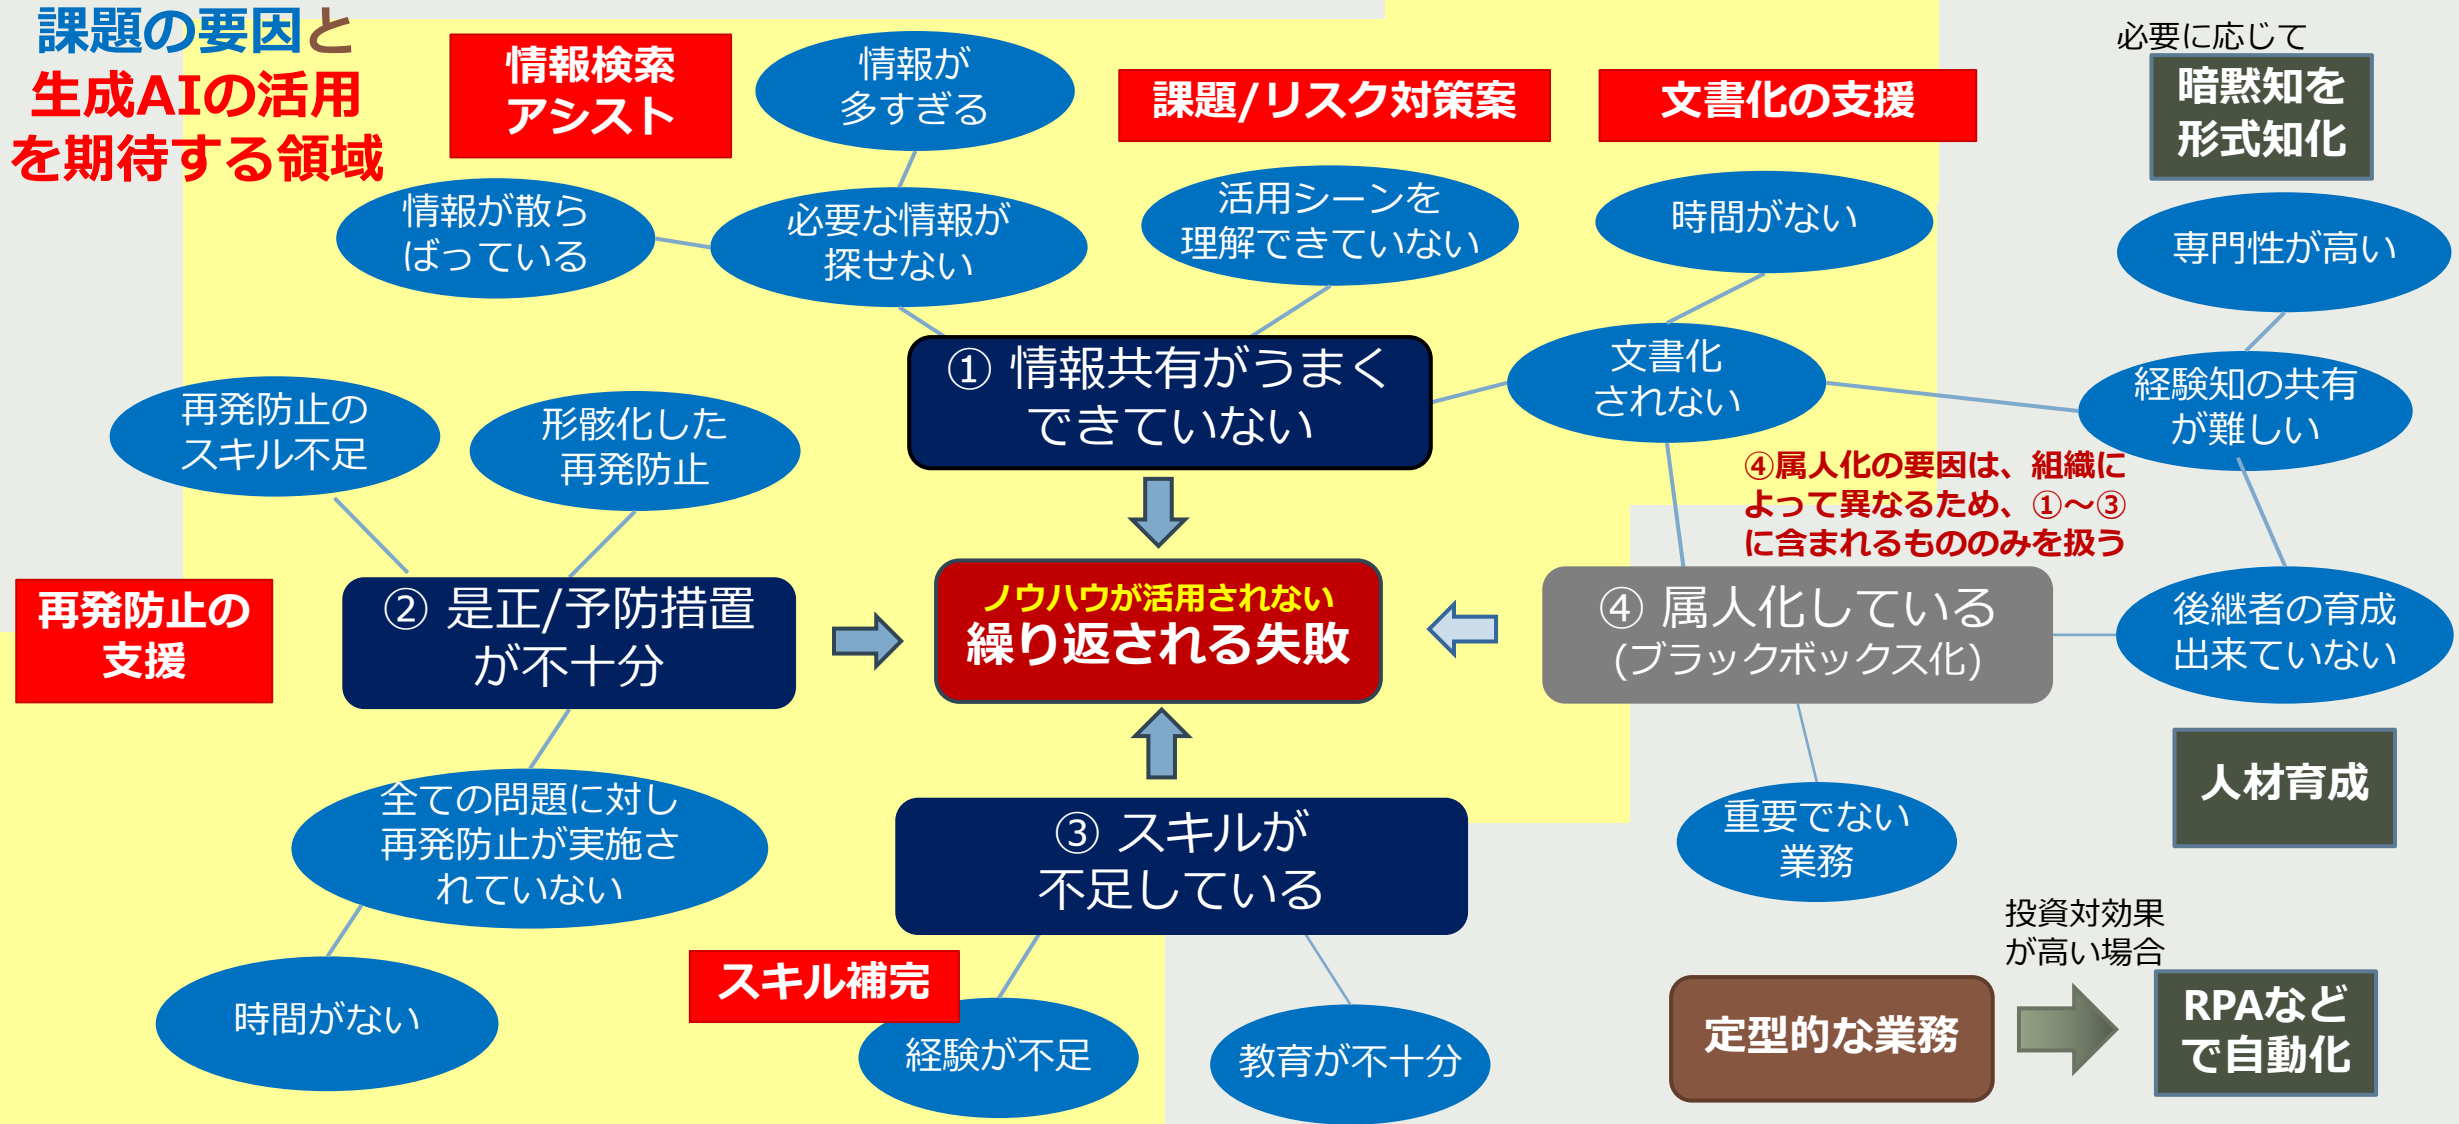 課題の要因と
生成AIの活用
を期待する領域
情報検索
アシスト
情報が
多すぎる
課題/リスク対策案
文書化の支援
必要に応じて
暗黙知を
形式知化
情報が散ら
ばっている
必要な情報が
探せない
活用シーンを
理解できていない
時間がない
専門性が高い
① 情報共有がうまく
できていない
文書化
されない
経験知の共有
が難しい
再発防止の
スキル不足
形骸化した
再発防止
④属人化の要因は、組織に
よって異なるため、①～③
に含まれるもののみを扱う
再発防止の
支援
② 是正/予防措置
が不十分
ノウハウが活用されない
繰り返される失敗
④ 属人化している
(ブラックボックス化)
後継者の育成
出来ていない
人材育成
全ての問題に対し
再発防止が実施さ
れていない
③ スキルが
不足している
重要でない
業務
時間がない
スキル補完
経験が不足
教育が不十分
投資対効果
が高い場合
定型的な業務
RPAなど
で自動化